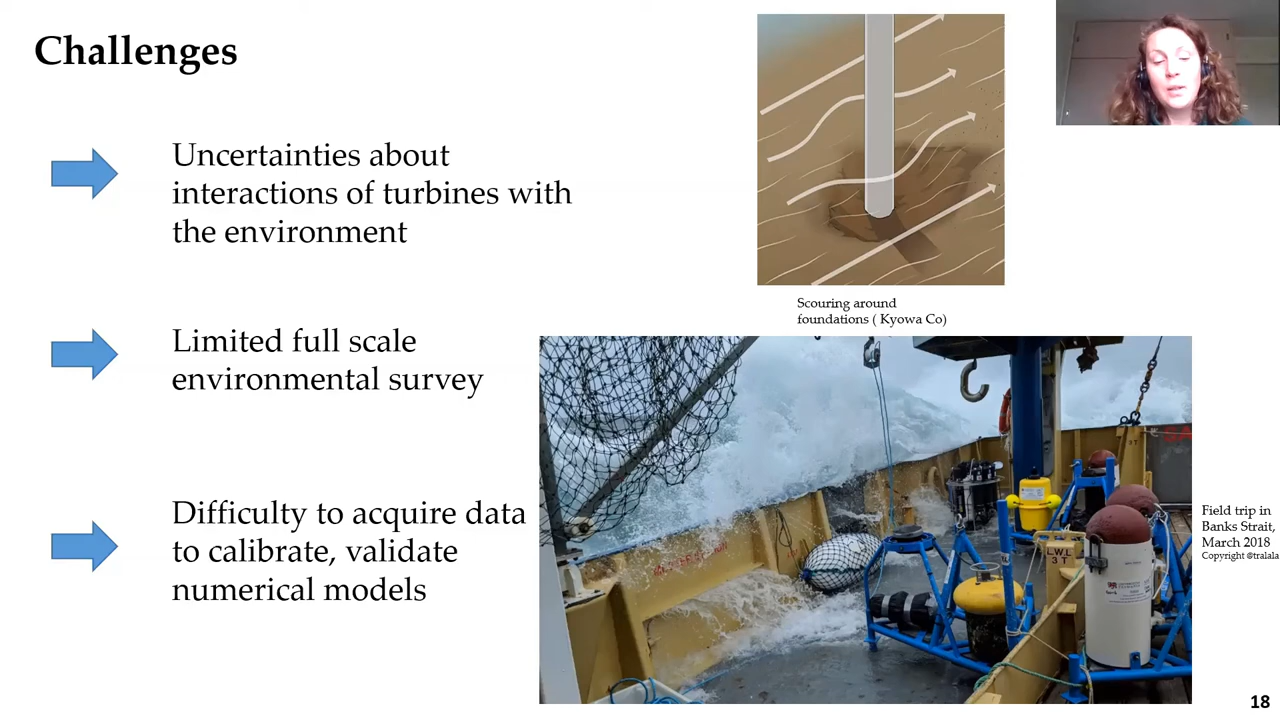 Challenges
Uncertainties about
interactions of turbines with
the environment
Scouring around
foundations ( Kyowa Co)
Limited full scale
environmental survey
Difficulty to acquire data
to calibrate, validate
numerical models
L.W.L
3 T
3T
Field trip in
Banks Strait,
March 2018
Copyright @tralala
18